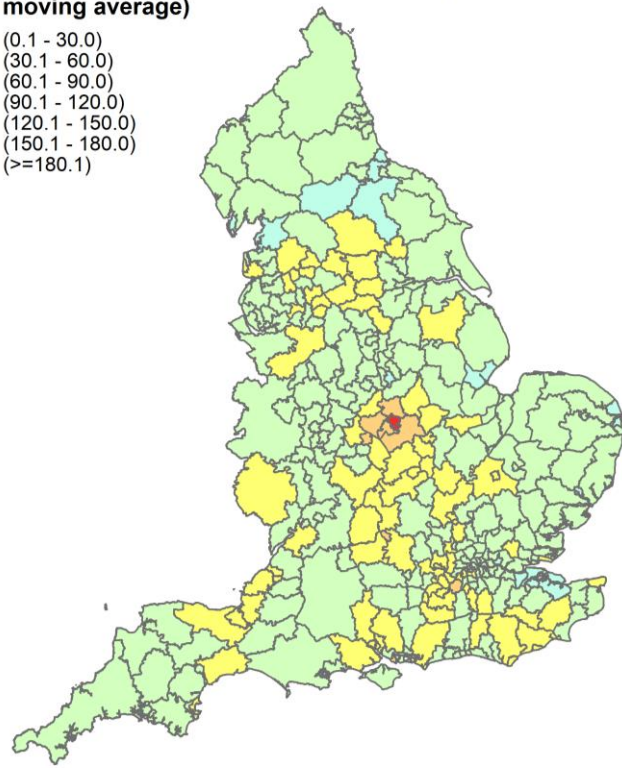 moving average)
(0.1 - 30.0)
(30.1 - 60.0)
(60.1 - 90.0)
(90.1 - 120.0)
(120.1 - 150.0)
(150.1 - 180.0)
(>=180.1)